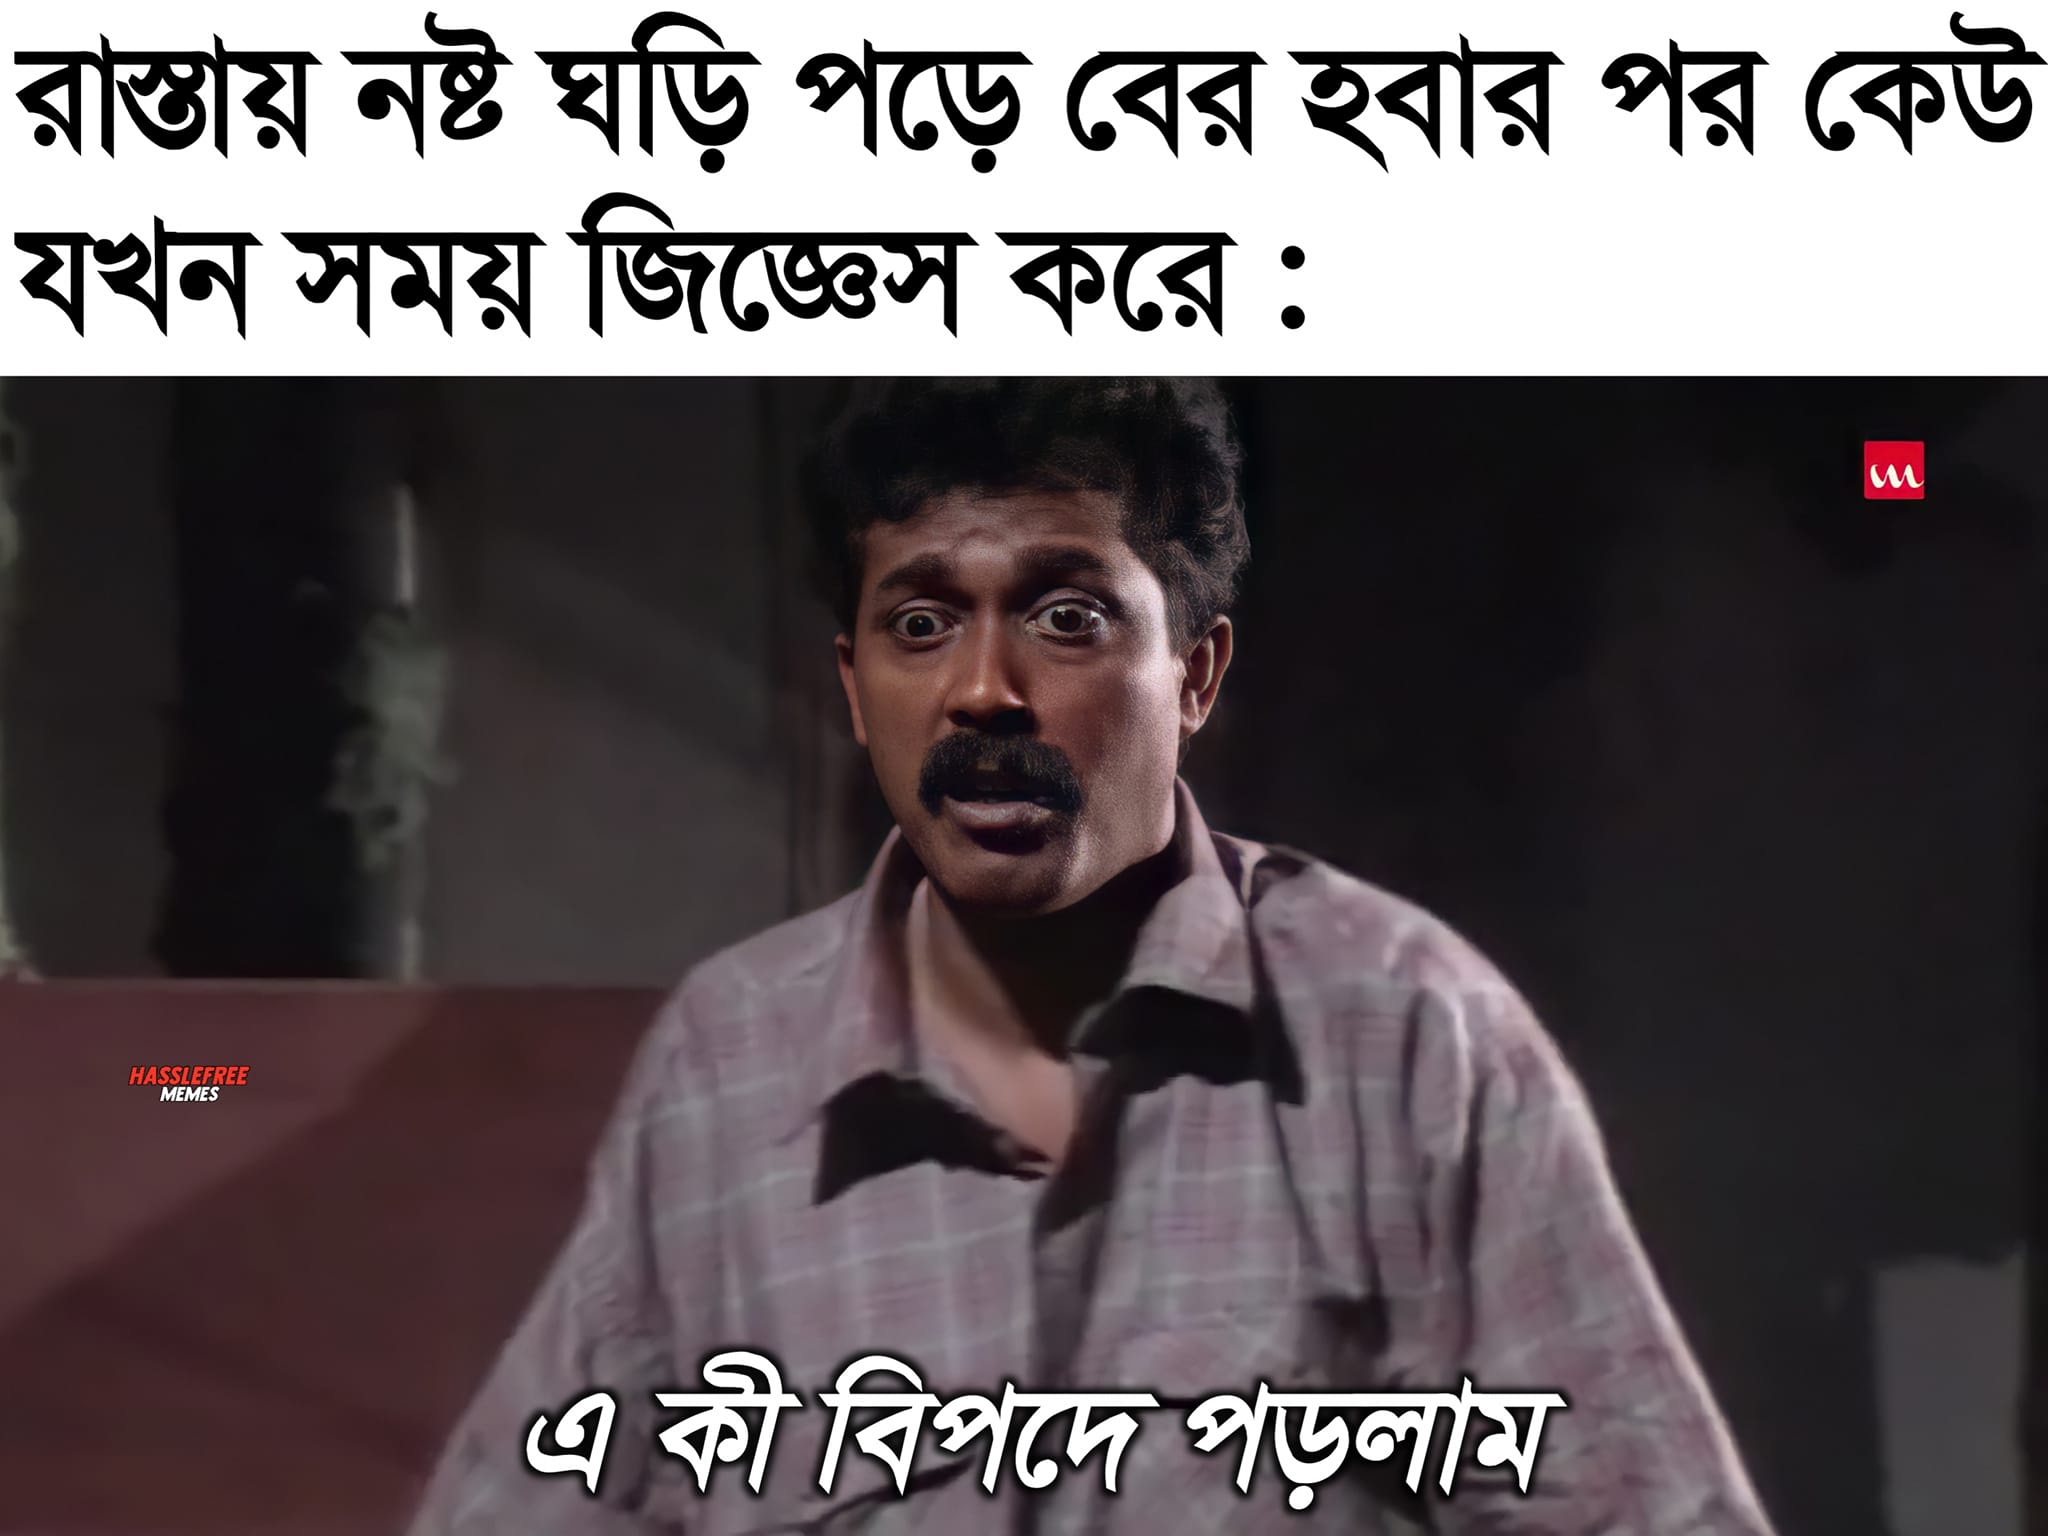 রাস্তায় নষ্ট ঘড়ি পড়ে বের হবার পর কেউ
যখন সময় জিজ্ঞেস করে :
HASSLEFREE
MEMES
এ কী বিপদে পড়লাম